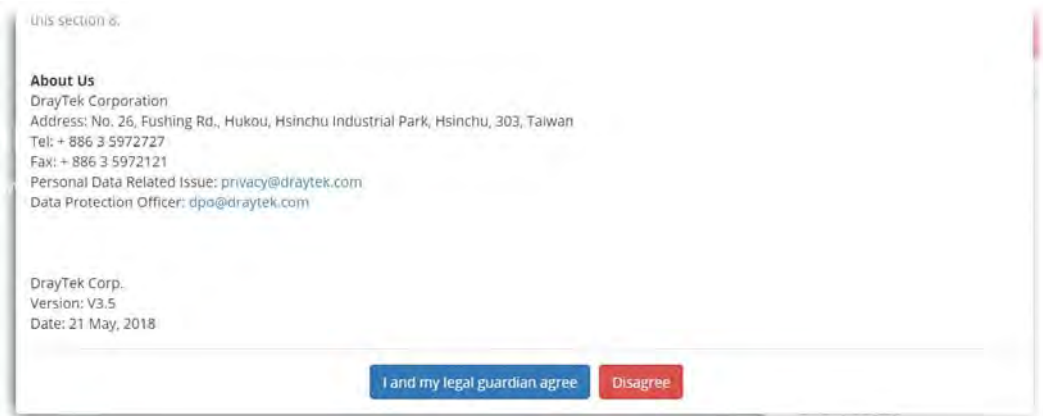 this section 8.
About Us
DrayTek Corporation
Address: No. 26, Fushing Rd., Hukou, Hsinchu Industrial Park, Hsinchu, 303, Taiwan
Tel: + 886 3 5972727
Fax: + 886 3 5972121
Personal Data Related Issue: privacy@draytek.com
Data Protection Officer: dpo@draytek.com
DrayTek Corp.
Version: V3.5
Date: 21 May, 2018
I and my legal guardian agree
Disagree